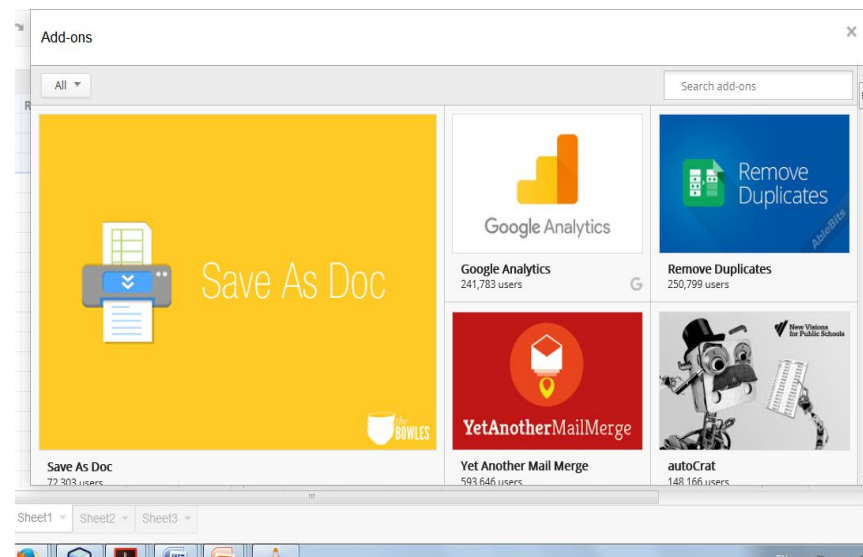 Add-ons
×
All
Search add-ons
R
Save As Doc
the
BOWLES
Save As Doc
72,303 users
Google Analytics
Google Analytics
241,783 users
G
Remove
Duplicates
AbleBits
Remove Duplicates
250,799 users
YetAnotherMailMerge
Yet Another Mail Merge
593,646 users
New Visions
for Public Schools
autoCrat
148,166 users
Sheet1
Sheet2
Sheet3
EN